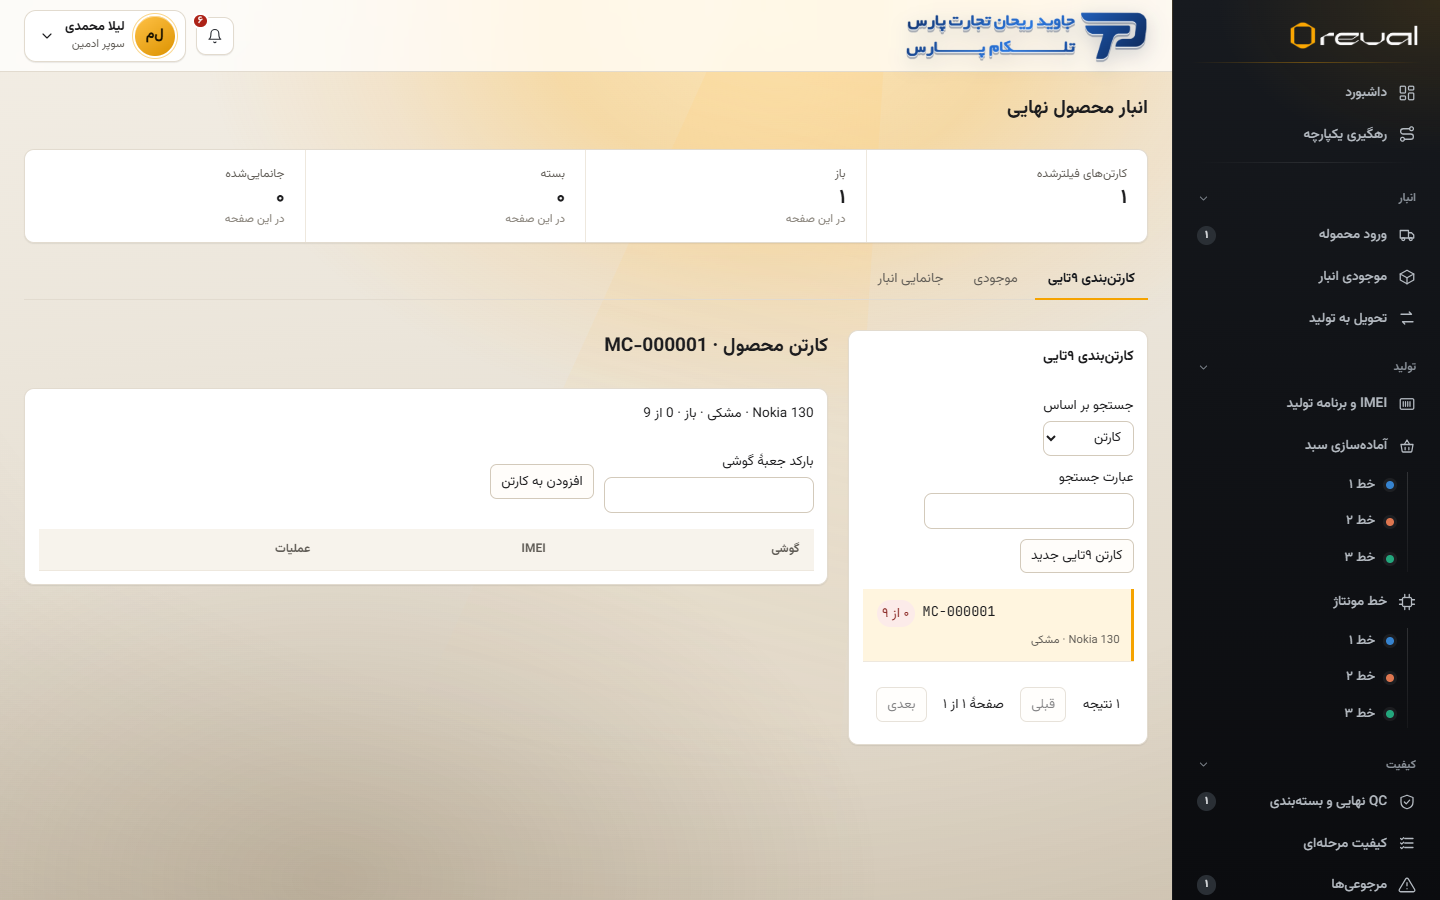 reval
داشبورد
رهگیری یکپارچه
انبار
ورود محموله
۱
موجودی انبار
تحویل به تولید
تولید
IMEI و برنامه تولید
آماده‌سازی سبد
خط ۱
خط ۲
خط ۳
خط مونتاژ
خط ۱
خط ۲
خط ۳
کیفیت
QC نهایی و بسته‌بندی
۱
کیفیت مرحله‌ای
مرجوعی‌ها
۱
جاوید ریحان تجارت پارس
تلکام پارس
۶
ل‌م
لیلا محمدی
سوپر ادمین
انبار محصول نهایی
کارتن‌های فیلترشده
۱
باز
۱
در این صفحه
بسته
۰
در این صفحه
جانمایی‌شده
۰
در این صفحه
کارتن‌بندی ۹تایی
موجودی
جانمایی انبار
کارتن‌بندی ۹تایی
جستجو بر اساس
کارتن
عبارت جستجو
کارتن ۹تایی جدید
MC-000001
۰ از ۹
Nokia 130 · مشکی
۱ نتیجه
قبلی
صفحهٔ ۱ از ۱
بعدی
کارتن محصول · MC-000001
Nokia 130 · مشکی · باز · 0 از 9
بارکد جعبهٔ گوشی
افزودن به کارتن
گوشی
IMEI
عملیات